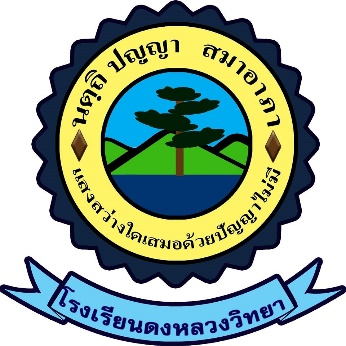 นตฺถิ ปญฺญา สมาอาภา
แสงสว่างใดเสมอด้วยปัญญาไม่มี
โรงเรียนดงหลวงวิทยา